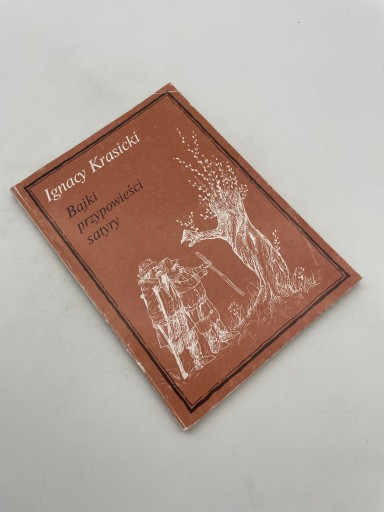 Ignacy Krasicki
Bajki
przypowieści
satyry